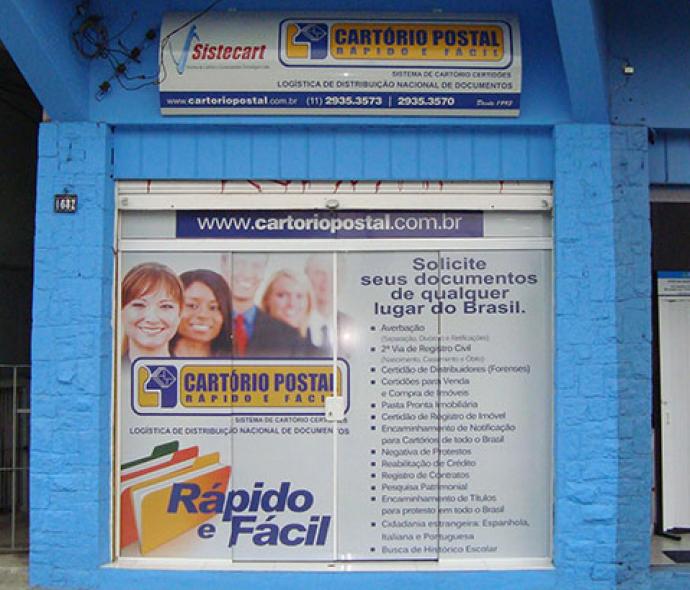 Sistecart
CARTÓRIO POSTAL
RÁPIDO E FÁCIL
SISTEMA DE CARTÓRIO CERTIDÕES
LOGÍSTICA DE DISTRIBUIÇÃO NACIONAL DE DOCUMENTOS
www.cartoriopostal.com.br (11) 2935.3573 | 2935.3570 Desde 1993
1682
www.cartoriopostal.com.br
Solicite
seus documentos
de qualquer
lugar do Brasil.
Averbação
(Separação, Divórcio e Retificações)
2ª Via de Registro Civil
(Nascimento, Casamento e Óbito)
Certidão de Distribuidores (Forenses)
Certidões para Venda
e Compra de Imóveis
Pasta Pronta Imobiliária
Certidão de Registro de Imóvel
Encaminhamento de Notificação
para Cartórios de todo o Brasil
Negativa de Protestos
Reabilitação de Crédito
Registro de Contratos
Pesquisa Patrimonial
Encaminhamento de Títulos
para protesto em todo o Brasil
Cidadania estrangeira: Espanhola,
Italiana e Portuguesa
Busca de Histórico Escolar
CARTÓRIO POSTAL
RÁPIDO E FÁCIL
SISTEMA DE CARTÓRIO CERTIDÕES
LOGÍSTICA DE DISTRIBUIÇÃO NACIONAL DE DOCUMENTOS
Rápido
e Fácil